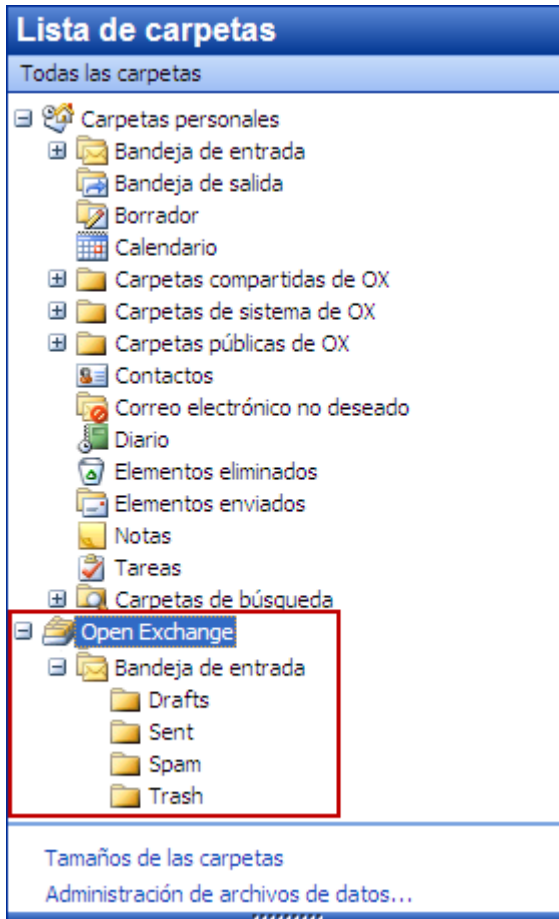 Lista de carpetas
Todas las carpetas
Carpetas personales
Bandeja de entrada
Bandeja de salida
Borrador
Calendario
Carpetas compartidas de OX
Carpetas de sistema de OX
Carpetas públicas de OX
Contactos
Correo electrónico no deseado
Diario
Elementos eliminados
Elementos enviados
Notas
Tareas
Carpetas de búsqueda
Open Exchange
Bandeja de entrada
Drafts
Sent
Spam
Trash
Tamaños de las carpetas
Administración de archivos de datos...